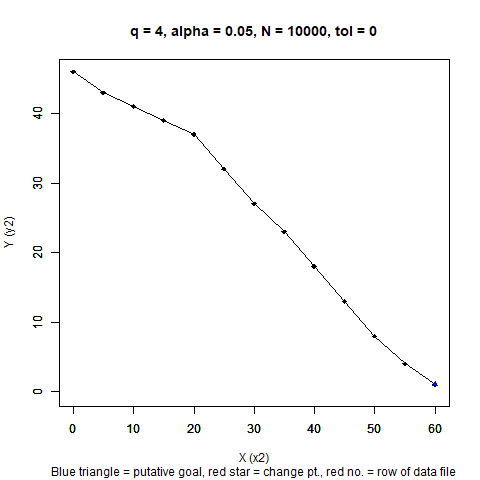 q = 4, alpha = 0.05, N = 10000, tol = 0
Y (y2)
40
30
20
10
0
0 10 20 30 40 50 60
X (x2)
Blue triangle = putative goal, red star = change pt., red no. = row of data file